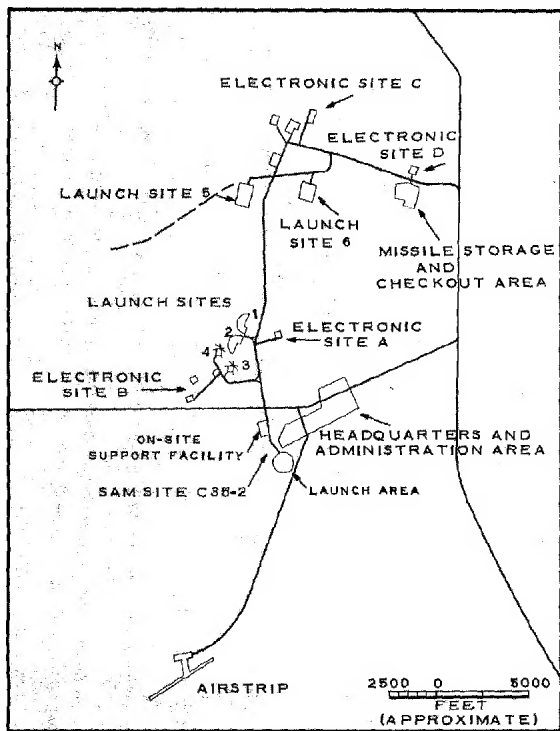 N
ELECTRONIC SITE C
ELECTRONIC
SITE D
LAUNCH SITE 5
LAUNCH
SITE 6
MISSILE STORAGE
AND
CHECKOUT AREA
LAUNCH SITES
1
2
4
3
ELECTRONIC
SITE A
ELECTRONIC
SITE B
ON-SITE
SUPPORT FACILITY
HEADQUARTERS AND
ADMINISTRATION AREA
SAM SITE C35-2
LAUNCH AREA
AIRSTRIP
2500 0 5000
FEET
(APPROXIMATE)